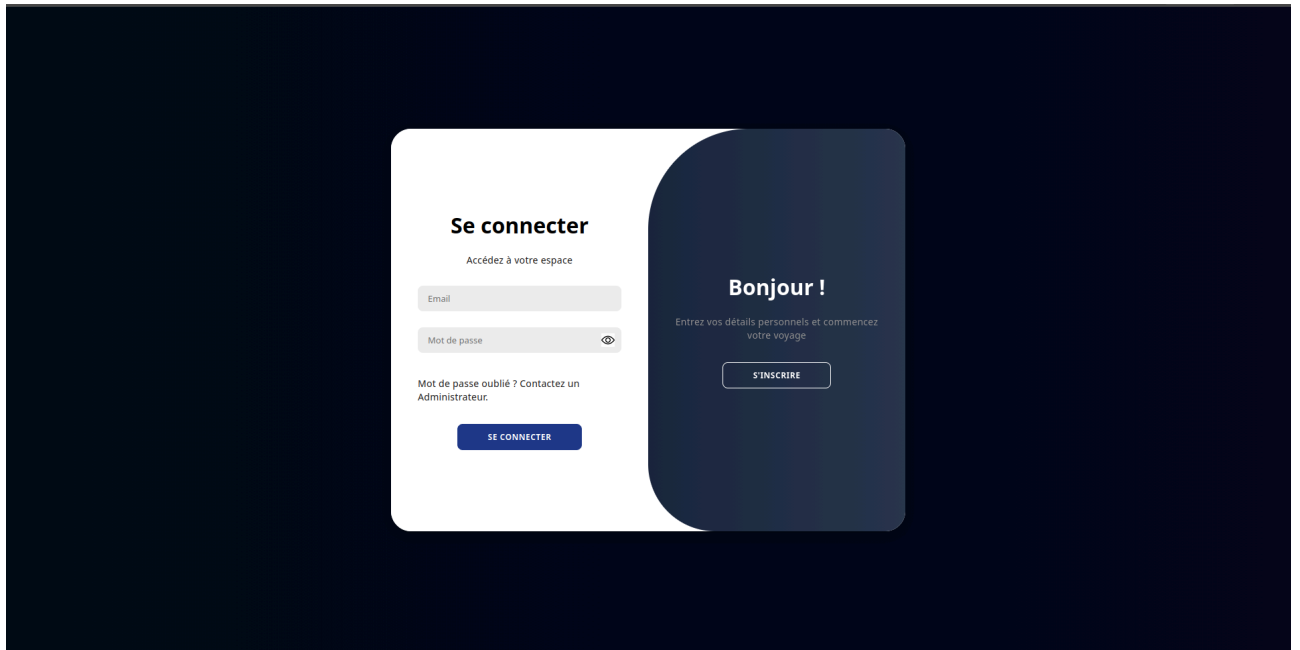 Se connecter
Accédez à votre espace
Email
Mot de passe
Mot de passe oublié ? Contactez un
Administrateur.
SE CONNECTER
Bonjour !
Entrez vos détails personnels et commencez
votre voyage
S'INSCRIRE